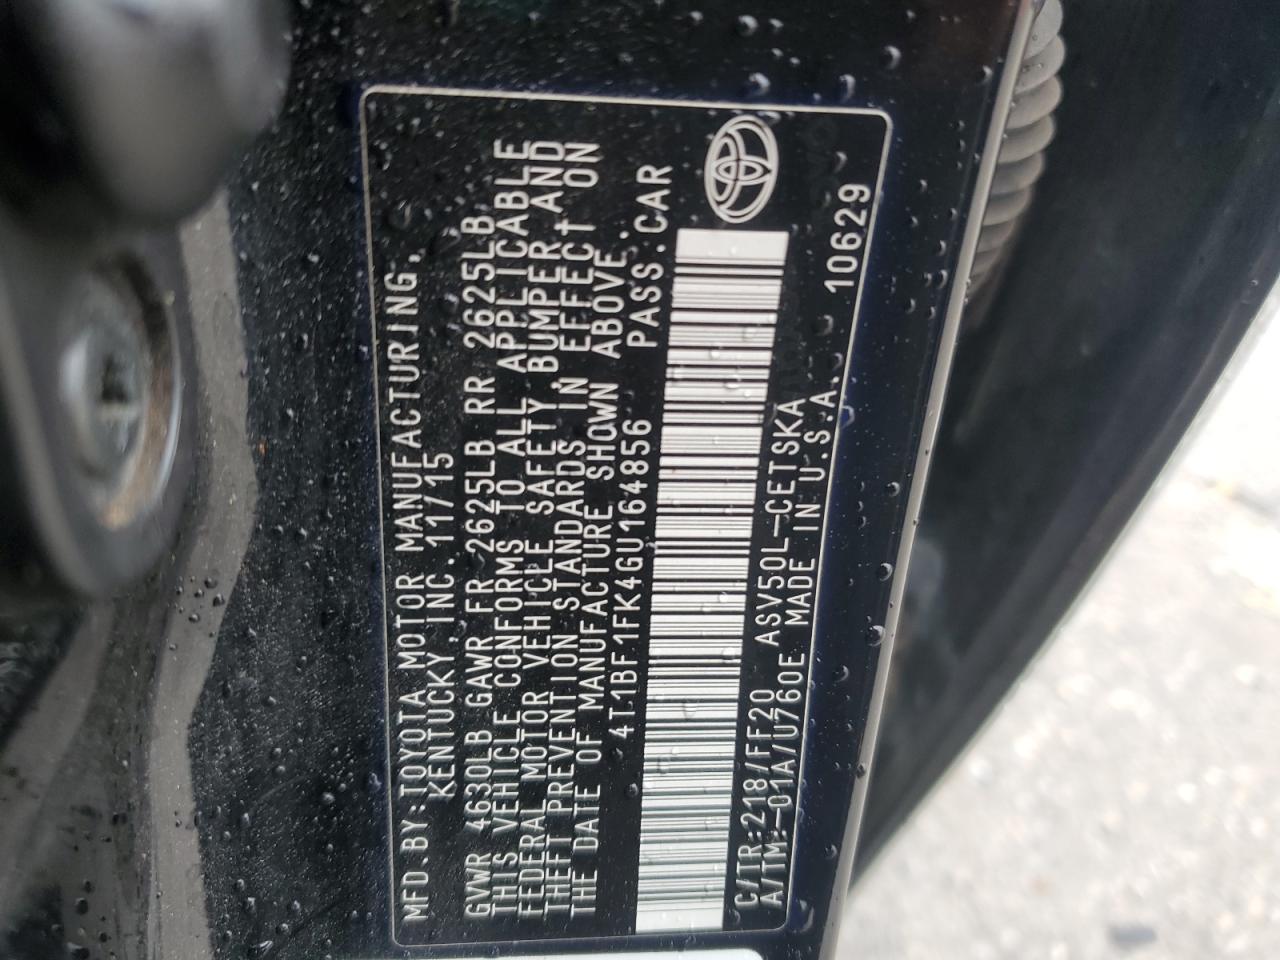 MFD.BY:TOYOTA MOTOR MANUFACTURING,
KENTUCKY,INC.11/15
GVWR 4630LB GAWR FR 2625LB RR 2625LB
THIS VEHICLE CONFORMS TO ALL APPLICABLE
FEDERAL MOTOR VEHICLE SAFETY,BUMPER,AND
THEFT PREVENTION STANDARDS IN EFFECT ON
THE DATE OF MANUFACTURE SHOWN ABOVE.
4T1BF1FK4GU164856 PASS.CAR
C/TR:218/FF20 ASV50L-CETSKA
A/TM:-01A/U760E MADE IN U.S.A. 10629